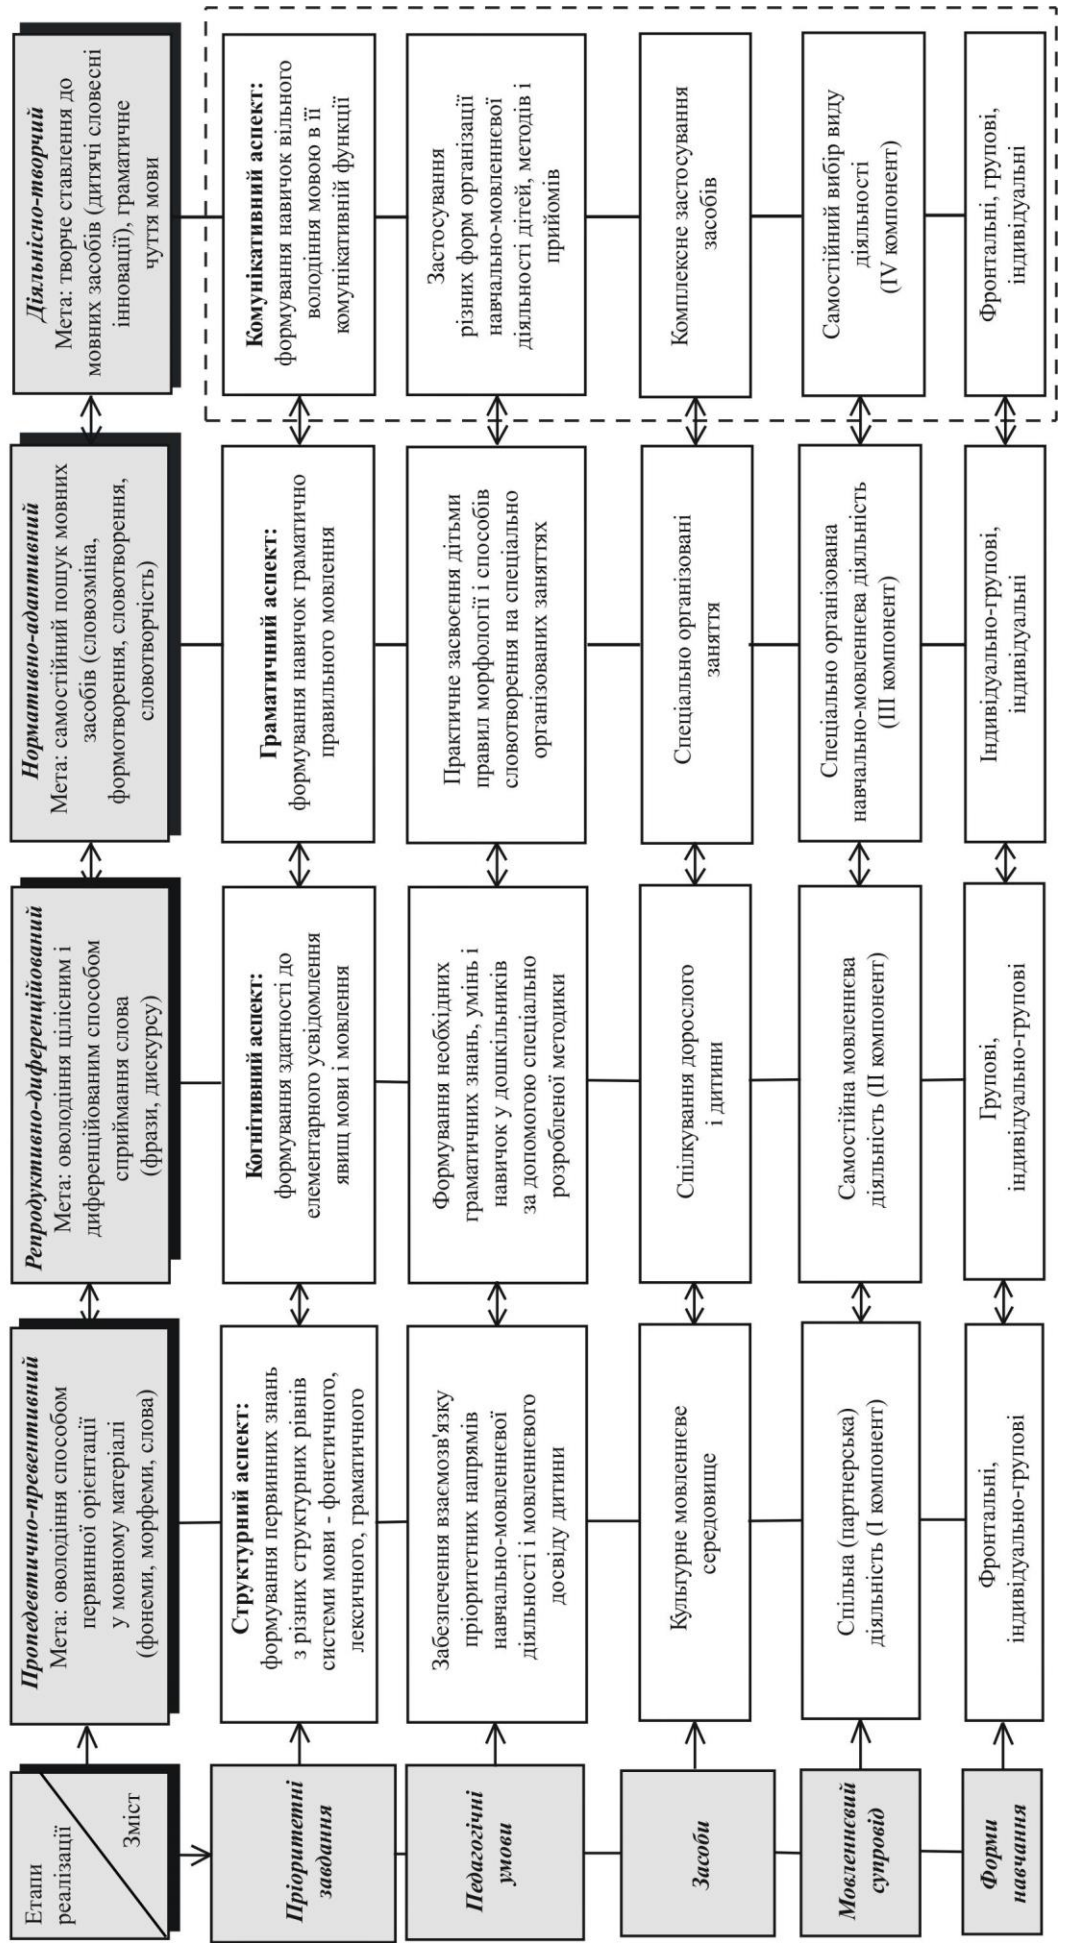 Етапи
реалізації
Зміст
Пропедевтично-превентивний
Мета: оволодіння способом
первинної орієнтації
у мовному матеріалі
(фонеми, морфеми, слова)
Репродуктивно-диференційований
Мета: оволодіння цілісним і
диференційованим способом
сприймання слова
(фрази, дискурсу)
Нормативно-адативний
Мета: самостійний пошук мовних
засобів (словозміна,
формотворення, словотворення,
словотворчість)
Діяльнісно-творчий
Мета: творче ставлення до
мовних засобів (дитячі словесні
інновації), граматичне
чуття мови
Пріоритетні
завдання
Структурний аспект:
формування первинних знань
з різних структурних рівнів
системи мови - фонетичного,
лексичного, граматичного
Когнітивний аспект:
формування здатності до
елементарного усвідомлення
явищ мови і мовлення
Граматичний аспект:
формування навичок граматично
правильного мовлення
Комунікативний аспект:
формування навичок вільного
володіння мовою в її
комунікативній функції
Педагогічні
умови
Забезпечення взаємозв'язку
пріоритетних напрямів
навчально-мовленнєвої
діяльності і мовленнєвого
досвіду дитини
Формування необхідних
граматичних знань, умінь і
навичок у дошкільників
за допомогою спеціально
розробленої методики
Практичне засвоєння дітьми
правил морфології і способів
словотворення на спеціально
організованих заняттях
Застосування
різних форм організації
навчально-мовленнєвої
діяльності дітей, методів і
прийомів
Засоби
Культурне мовленнєве
середовище
Спілкування дорослого
і дитини
Спеціально організовані
заняття
Комплексне застосування
засобів
Мовленнєвий
супровід
Спільна (партнерська)
діяльність (І компонент)
Самостійна мовленнєва
діяльність (ІІ компонент)
Спеціально організована
навчально-мовленнєва діяльність
(ІІІ компонент)
Самостійний вибір виду
діяльності
(IV компонент)
Форми
навчання
Фронтальні,
індивідуально-групові
Групові,
індивідуально-групові
Індивідуально-групові,
індивідуальні
Фронтальні, групові,
індивідуальні